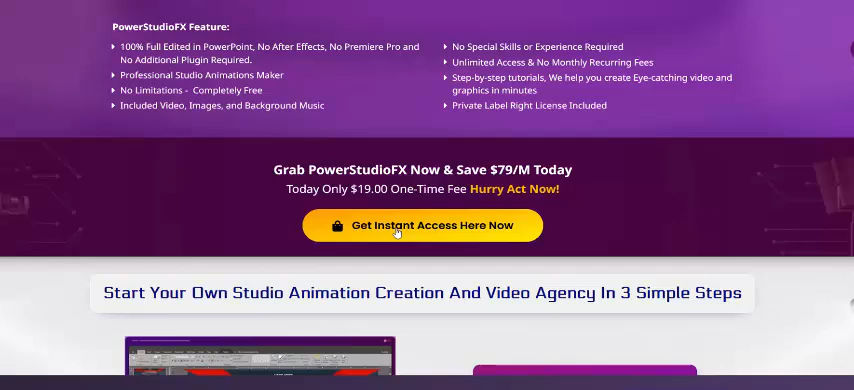 PowerStudioFX Feature:
100% Full Edited in PowerPoint, No After Effects, No Premiere Pro and
No Additional Plugin Required.
Professional Studio Animations Maker
No Limitations - Completely Free
Included Video, Images, and Background Music
No Special Skills or Experience Required
Unlimited Access & No Monthly Recurring Fees
Step-by-step tutorials, We help you create Eye-catching video and
graphics in minutes
Private Label Right License Included
Grab PowerStudioFX Now & Save $79/M Today
Today Only $19.00 One-Time Fee Hurry Act Now!
Get Instant Access Here Now
Start Your Own Studio Animation Creation And Video Agency In 3 Simple Steps